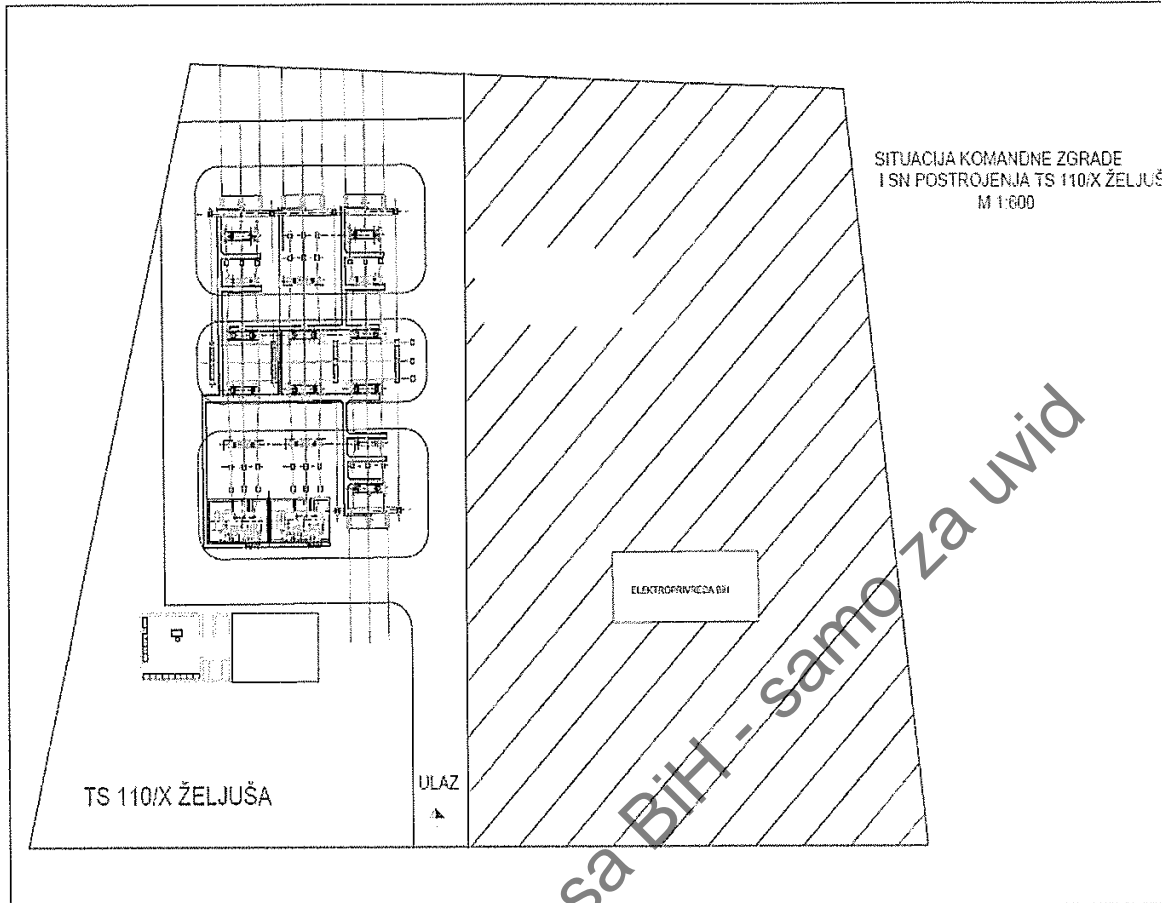 SITUACIJA KOMANDNE ZGRADE
I SN POSTROJENJA TS 110/X ŽELJUŠ
M 1:600
ELEKTROPRIVREDA BIH
TS 110/X ŽELJUŠA
ULAZ
sa BiH - samo za uvid